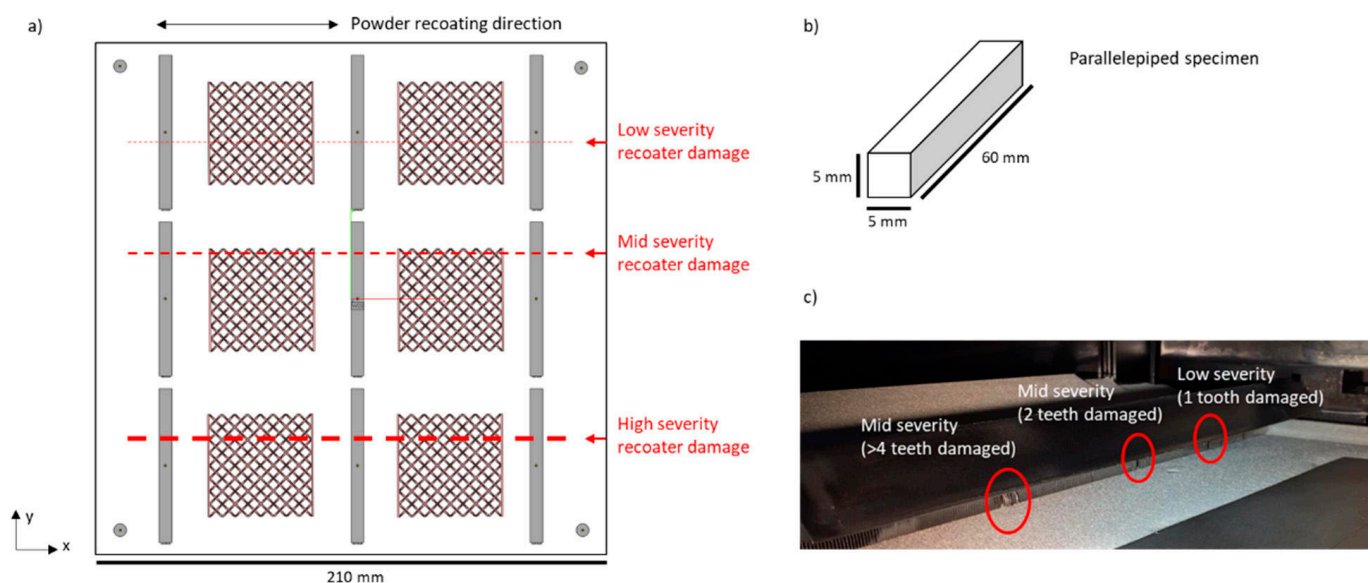 a)
Powder recoating direction
Low severity
recoater damage
Mid severity
recoater damage
High severity
recoater damage
y
x
210 mm
b)
Parallelepiped specimen
5 mm
60 mm
5 mm
c)
Mid severity
(>4 teeth damaged)
Mid severity
(2 teeth damaged)
Low severity
(1 tooth damaged)